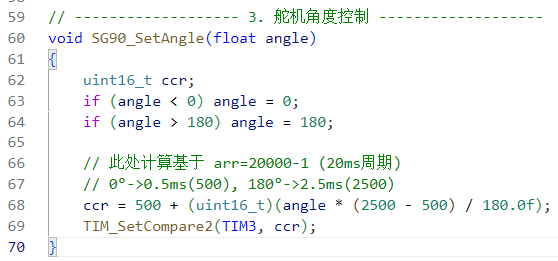 59
60 // ------------------ 3. 舵机角度控制 ------------------
61 void SG90_SetAngle(float angle)
61 {
62     uint16_t ccr;
63     if (angle < 0) angle = 0;
64     if (angle > 180) angle = 180;
65
66     // 此处计算基于 arr=20000-1 (20ms周期)
67     // 0°->0.5ms(500), 180°->2.5ms(2500)
68     ccr = 500 + (uint16_t)(angle * (2500 - 500) / 180.0f);
69     TIM_SetCompare2(TIM3, ccr);
70 }